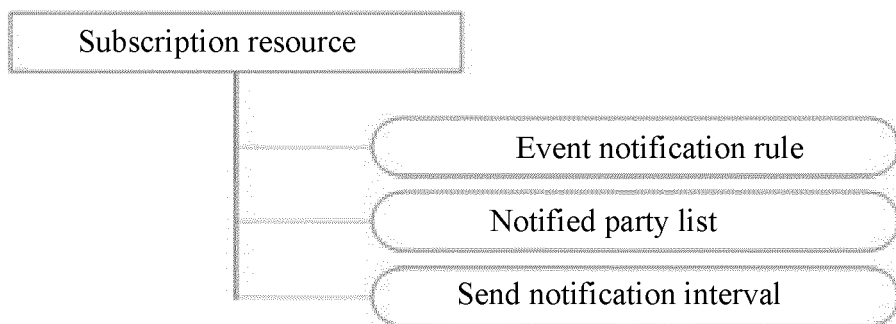 Subscription resource
Event notification rule
Notified party list
Send notification interval